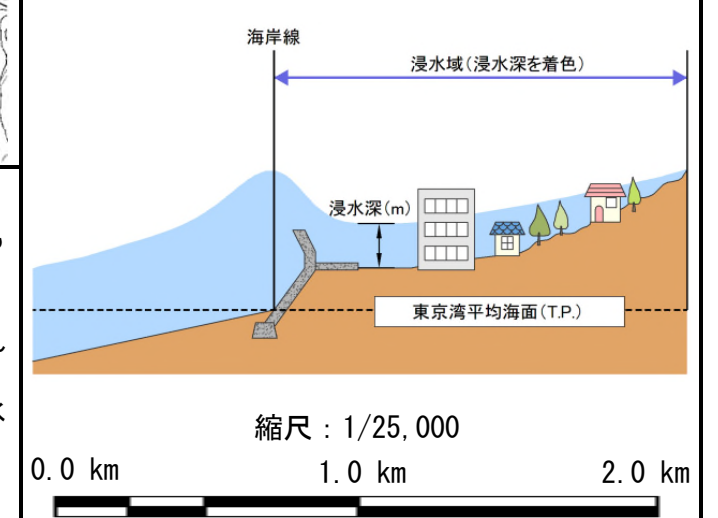 海岸線
浸水域(浸水深を着色)
浸水深(m)
東京湾平均海面(T.P.)
縮尺：1/25,000
0.0 km 1.0 km 2.0 km